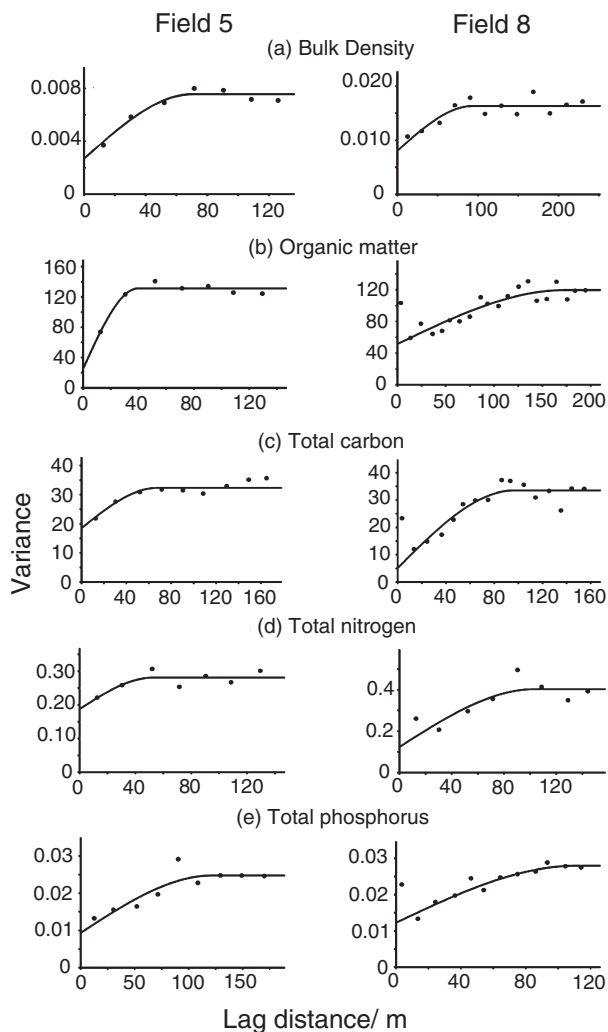 Field 5 Field 8
(a) Bulk Density
0.008
0.004
0
0 40 80 120
0.020
0.010
0
0 100 200
(b) Organic matter
160
120
80
40
0
0 40 80 120
120
80
40
0
0 50 100 150 200
(c) Total carbon
40
30
20
10
0
0 40 80 120 160
40
30
20
10
0
0 40 80 120 160
Variance
(d) Total nitrogen
0.30
0.20
0.10
0
0 40 80 120
0.4
0.2
0
0 40 80 120
(e) Total phosphorus
0.03
0.02
0.01
0
0 50 100 150
0.03
0.02
0.01
0
0 40 80 120
Lag distance/ m